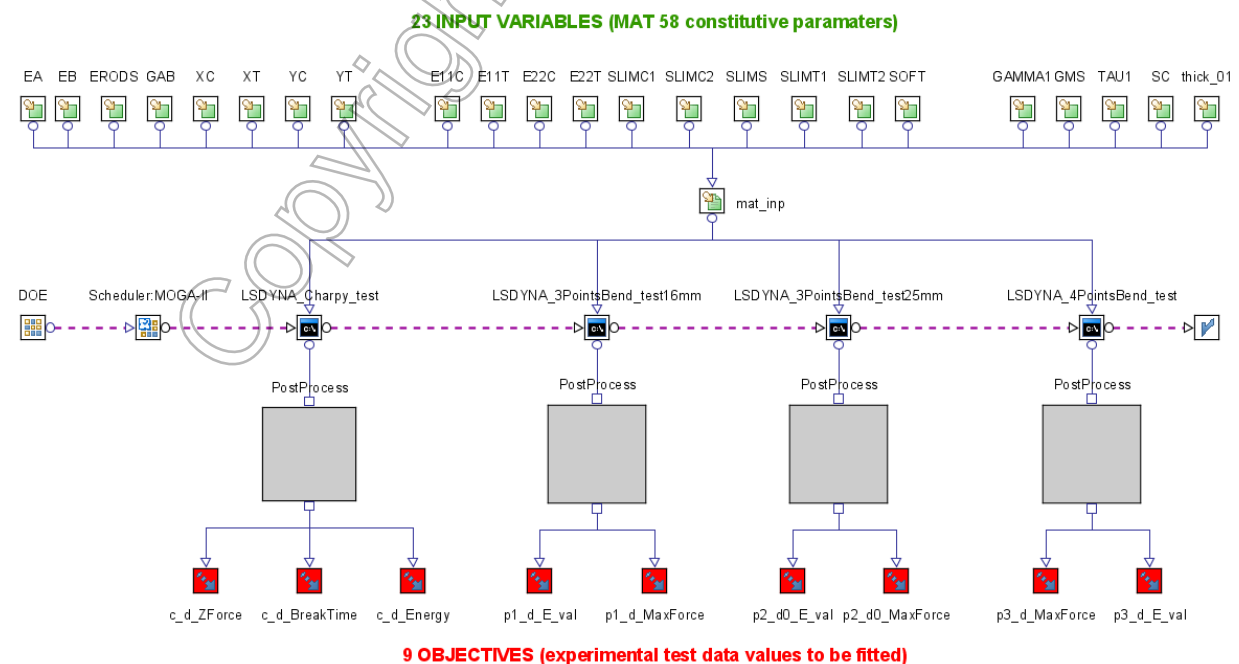 23 INPUT VARIABLES (MAT 58 constitutive paramaters)
EA EB ERODS GAB XC XT YC YT E11C E11T E22C E22T SLIMC1 SLIMC2 SLIMS SLIMT1 SLIMT2 SOFT GAMMA1 GMS TAU1 SC thick_01
mat_inp
DOE Scheduler:MOGA-II LSDYNA_Charpy_test LSDYNA_3PointsBend_test16mm LSDYNA_3PointsBend_test25mm LSDYNA_4PointsBend_test
C:\ C:\ C:\ C:\
PostProcess PostProcess PostProcess PostProcess
c_d_ZForce c_d_BreakTime c_d_Energy p1_d_E_val p1_d_MaxForce p2_d0_E_val p2_d0_MaxForce p3_d_MaxForce p3_d_E_val
9 OBJECTIVES (experimental test data values to be fitted)
Copyright